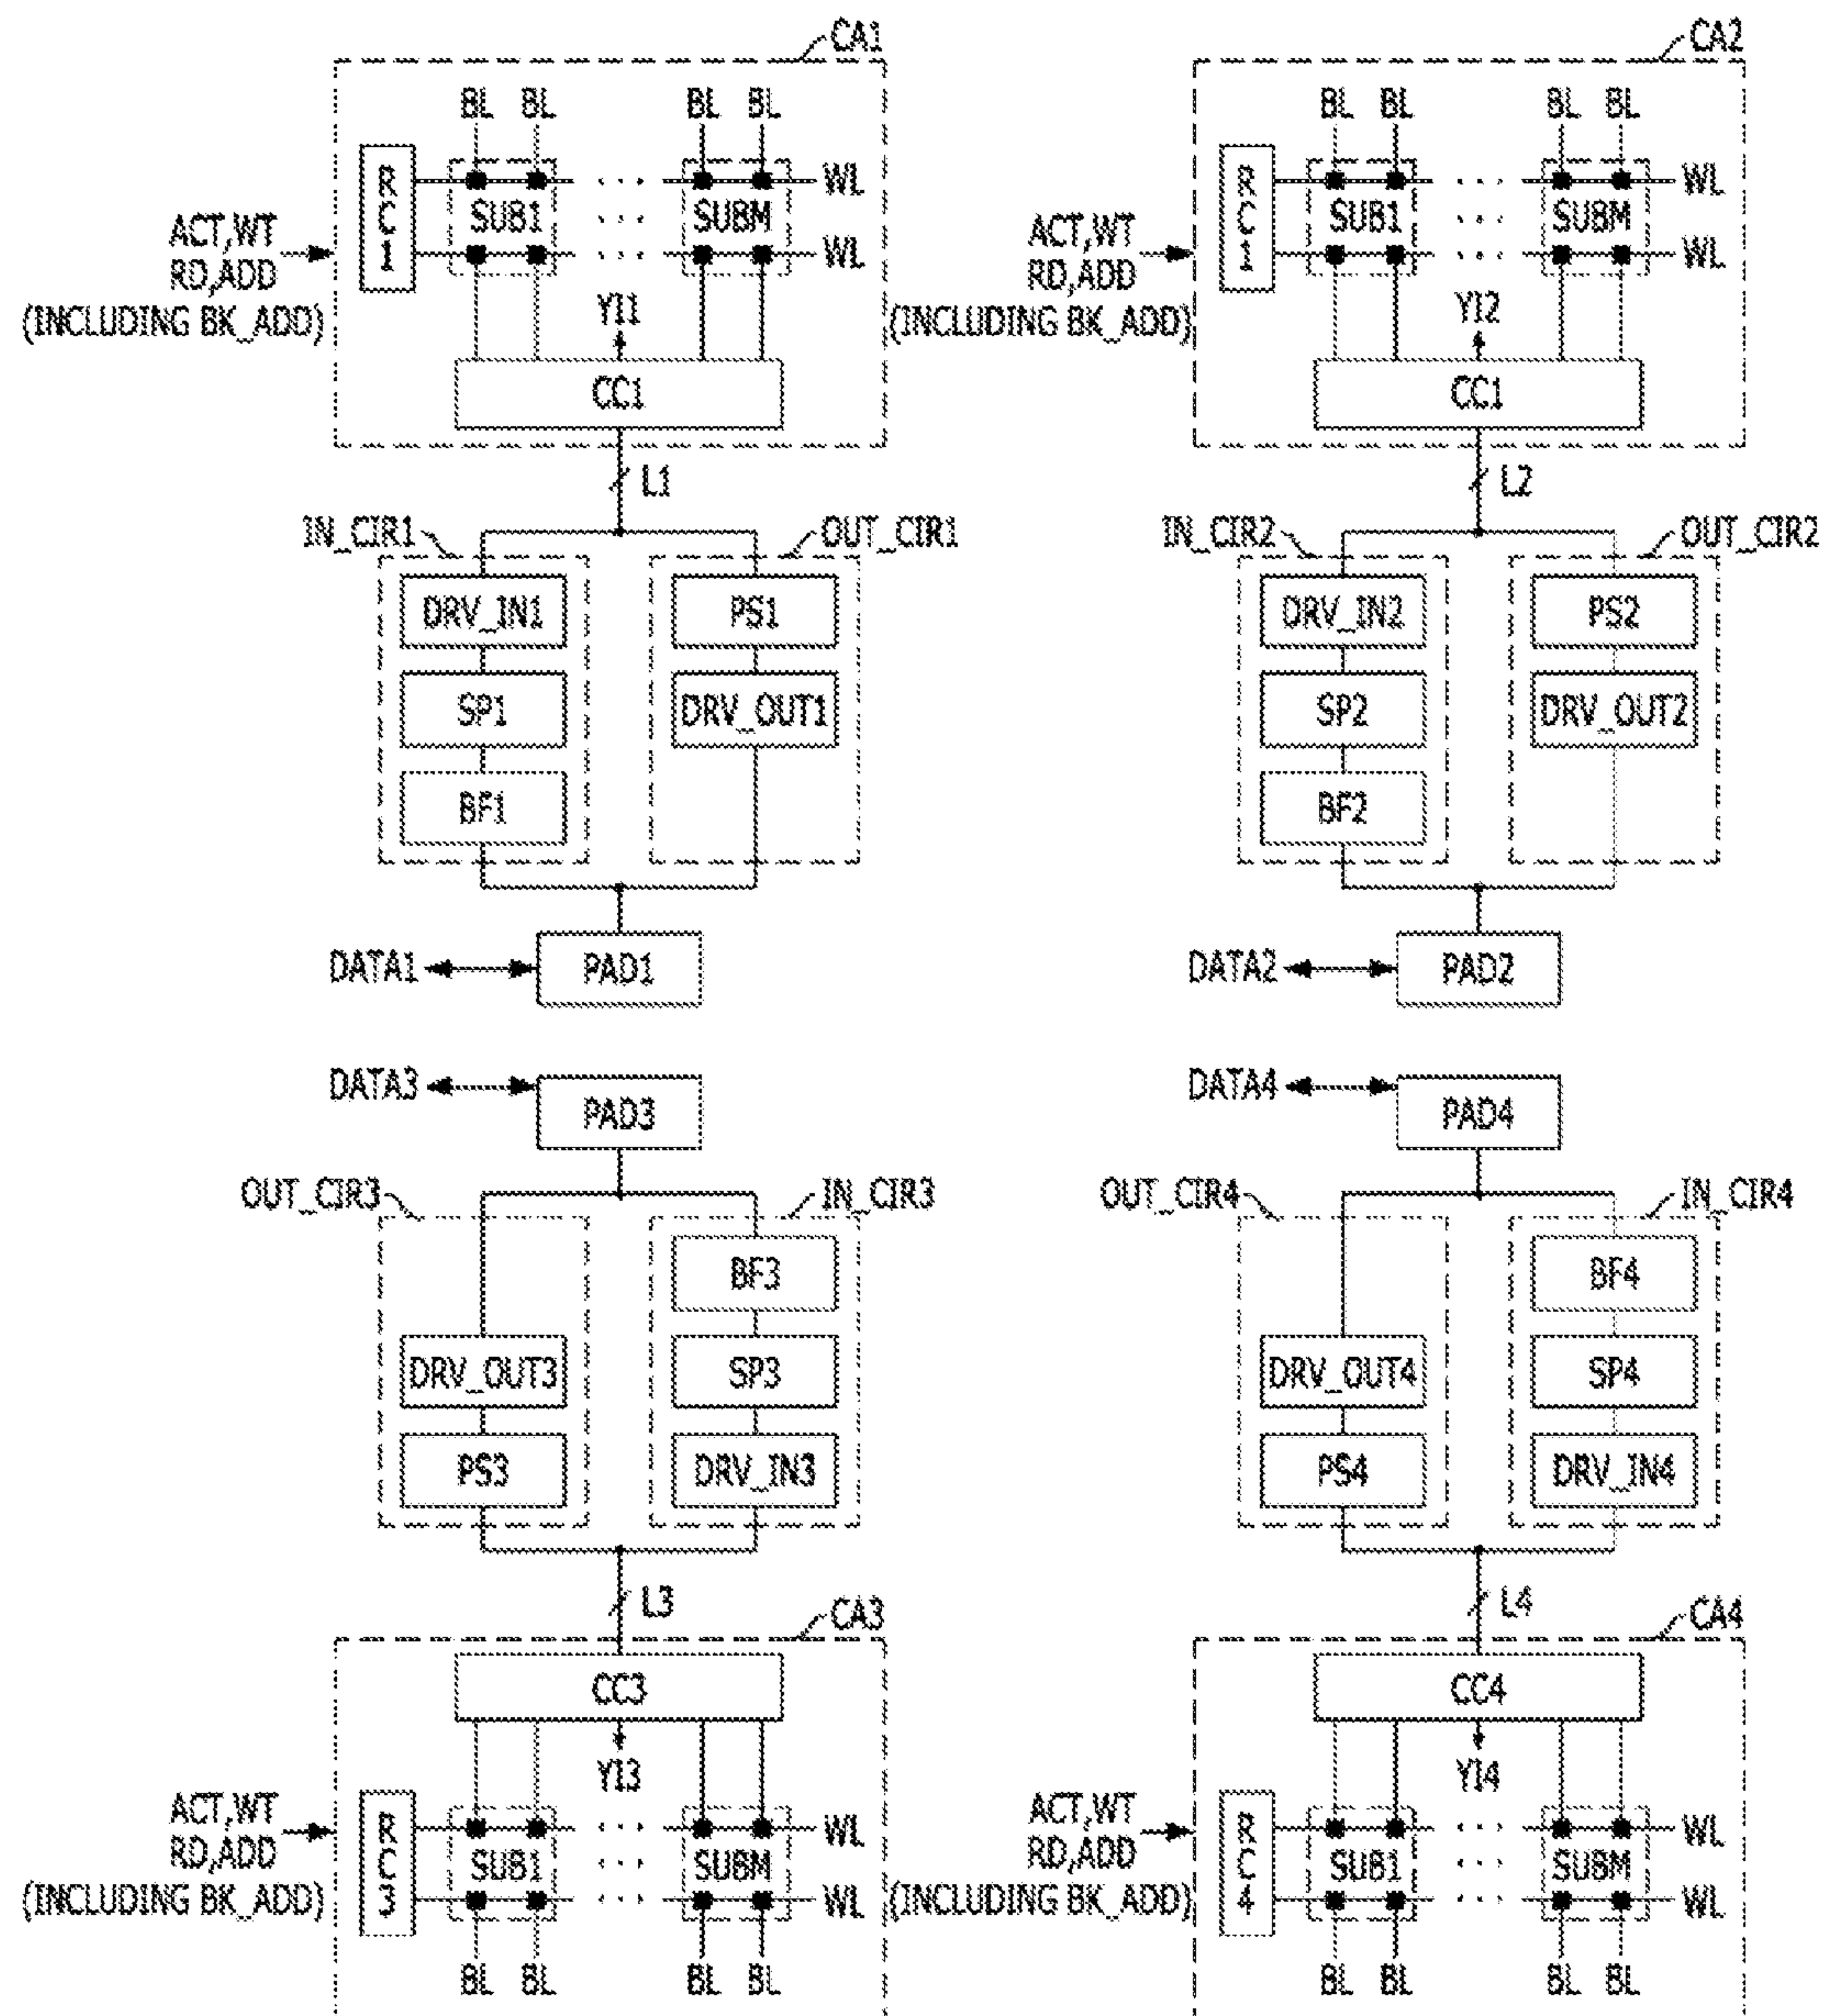 CA1 CA2
BL BL BL BL BL BL BL BL
R
C
1
SUB1 SUBM WL
WL
ACT,WT
RD,ADD
(INCLUDING BK_ADD)
YI1
CC1
R
C
1
SUB1 SUBM WL
WL
ACT,WT
RD,ADD
(INCLUDING BK_ADD)
YI2
CC1
L1 L2
IN_CIR1 OUT_CIR1 IN_CIR2 OUT_CIR2
DRV_IN1 PS1 DRV_IN2 PS2
SP1 DRV_OUT1 SP2 DRV_OUT2
BF1 BF2
DATA1 PAD1 DATA2 PAD2
DATA3 PAD3 DATA4 PAD4
OUT_CIR3 IN_CIR3 OUT_CIR4 IN_CIR4
BF3 BF4
DRV_OUT3 SP3 DRV_OUT4 SP4
PS3 DRV_IN3 PS4 DRV_IN4
L3 CA3 L4 CA4
CC3 CC4
YI3 YI4
ACT,WT
RD,ADD
(INCLUDING BK_ADD)
R
C
3
SUB1 SUBM WL
WL
ACT,WT
RD,ADD
(INCLUDING BK_ADD)
R
C
4
SUB1 SUBM WL
WL
BL BL BL BL BL BL BL BL